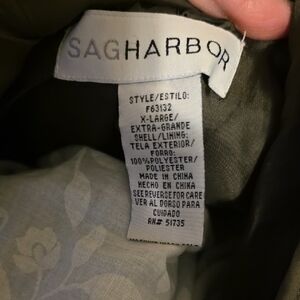 SAGHARBOR
STYLE/ESTILO:
F63132
X-LARGE/
EXTRA-GRANDE
SHELL/LINING:
TELA EXTERIOR/
FORRO:
100%POLYESTER/
POLIESTER
MADE IN CHINA
HECHO EN CHINA
SEE REVERSE FOR CARE
VER AL DORSO PARA
CUIDADO
RN# 51735